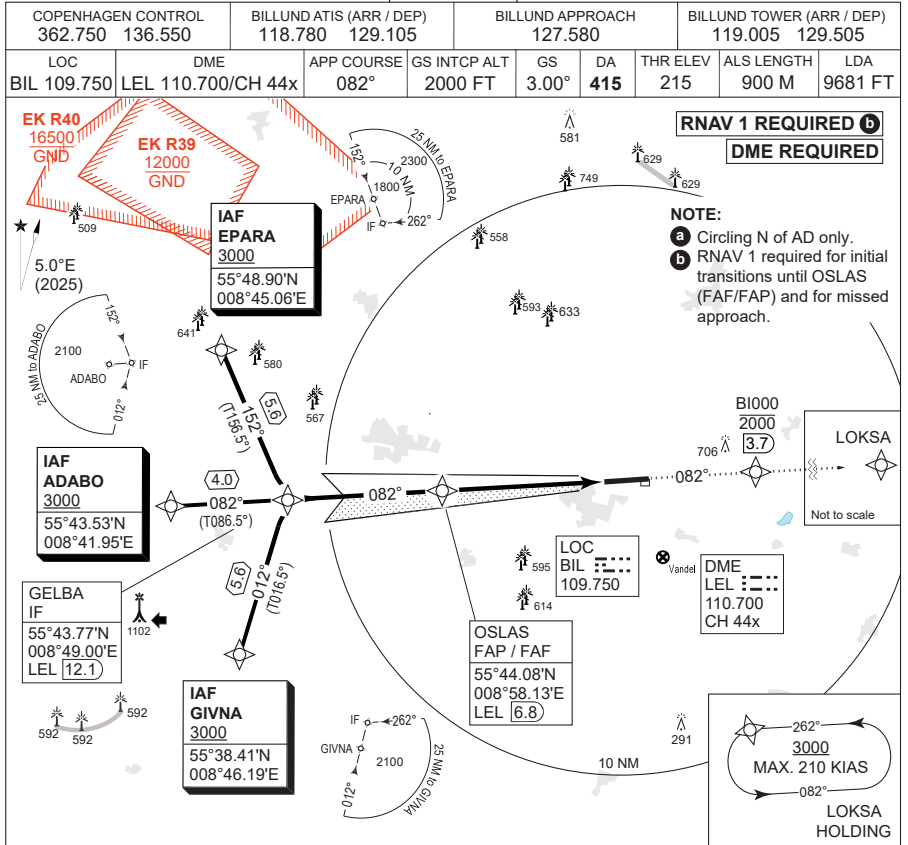 COPENHAGEN CONTROL
362.750 136.550
BILLUND ATIS (ARR / DEP)
118.780 129.105
BILLUND APPROACH
127.580
BILLUND TOWER (ARR / DEP)
119.005 129.505
LOC
BIL 109.750
DME
LEL 110.700/CH 44x
APP COURSE
082°
GS INTCP ALT
2000 FT
GS
3.00°
DA
415
THR ELEV
215
ALS LENGTH
900 M
LDA
9681 FT
EK R40
16500
GND
EK R39
12000
GND
509
5.0°E
(2025)
25 NM to EPARA
152°
2300
10 NM
1800
EPARA
IF
262°
581
629
629
749
558
RNAV 1 REQUIRED b
DME REQUIRED
NOTE:
a Circling N of AD only.
b RNAV 1 required for initial
transitions until OSLAS
(FAF/FAP) and for missed
approach.
IAF
EPARA
3000
55°48.90'N
008°45.06'E
25 NM to ADABO
152°
2100
IF
ADABO
012°
641
580
567
593
633
5.6
152°
(T156.5°)
IAF
ADABO
3000
55°43.53'N
008°41.95'E
4.0
082°
(T086.5°)
082°
706
BI000
2000
3.7
082°
LOKSA
Not to scale
GELBA
IF
55°43.77'N
008°49.00'E
LEL 12.1
1102
5.6
012°
(T016.5°)
595
614
LOC
BIL
109.750
Vandel
DME
LEL
110.700
CH 44x
OSLAS
FAP / FAF
55°44.08'N
008°58.13'E
LEL 6.8
592
592
592
IAF
GIVNA
3000
55°38.41'N
008°46.19'E
IF
262°
GIVNA
2100
012°
25 NM to GIVNA
291
10 NM
262°
3000
MAX. 210 KIAS
082°
LOKSA
HOLDING